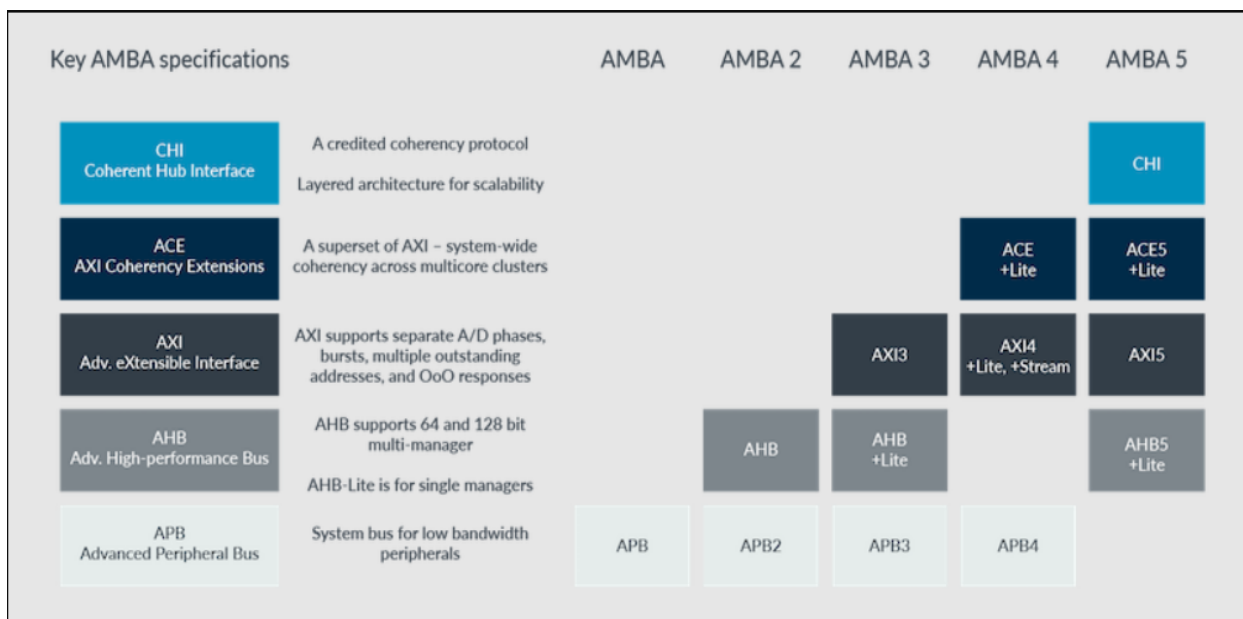 Key AMBA specifications
AMBA
AMBA 2
AMBA 3
AMBA 4
AMBA 5
CHI
Coherent Hub Interface
A credited coherency protocol
Layered architecture for scalability
CHI
ACE
AXI Coherency Extensions
A superset of AXI – system-wide
coherency across multicore clusters
ACE
+Lite
ACE5
+Lite
AXI
Adv. eXtensible Interface
AXI supports separate A/D phases,
bursts, multiple outstanding
addresses, and OoO responses
AXI3
AXI4
+Lite, +Stream
AXI5
AHB
Adv. High-performance Bus
AHB supports 64 and 128 bit
multi-manager
AHB-Lite is for single managers
AHB
AHB
+Lite
AHB5
+Lite
APB
Advanced Peripheral Bus
System bus for low bandwidth
peripherals
APB
APB2
APB3
APB4